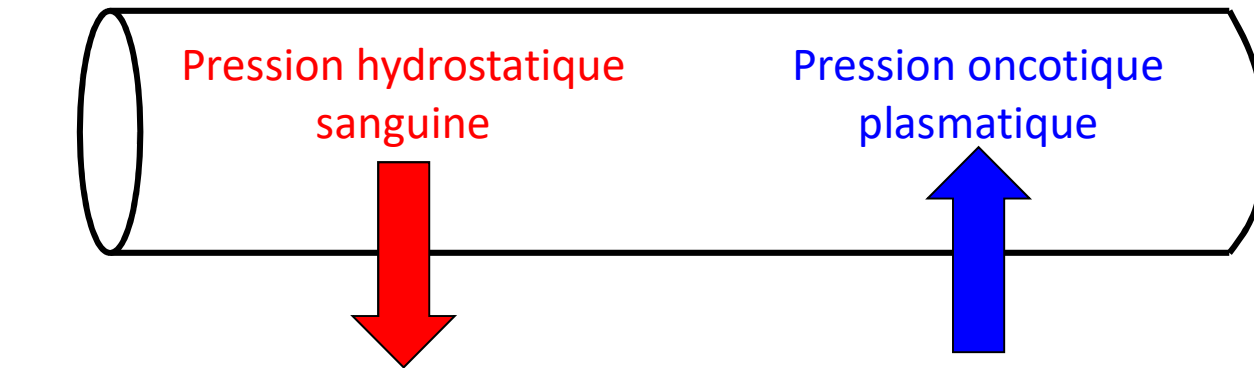 Pression hydrostatique
sanguine
Pression oncotique
plasmatique